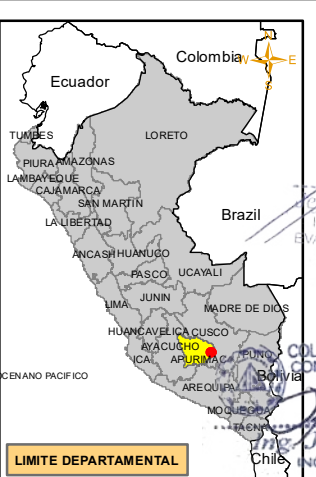 Colombia
N
W E
S
Ecuador
TUMBES
LORETO
PIURA AMAZONAS
LAMBAYEQUE
CAJAMARCA
SAN MARTIN
LA LIBERTAD
Brazil
ANCASH HUANUCO
PASCO UCAYALI
JUNIN
LIMA
MADRE DE DIOS
HUANCAVELICA CUSCO
AYACUCHO
ICA APURIMAC PUNO
CENANO PACIFICO
Bolivia
AREQUIPA
MOQUEGUA
TACNA
LIMITE DEPARTAMENTAL
Chile